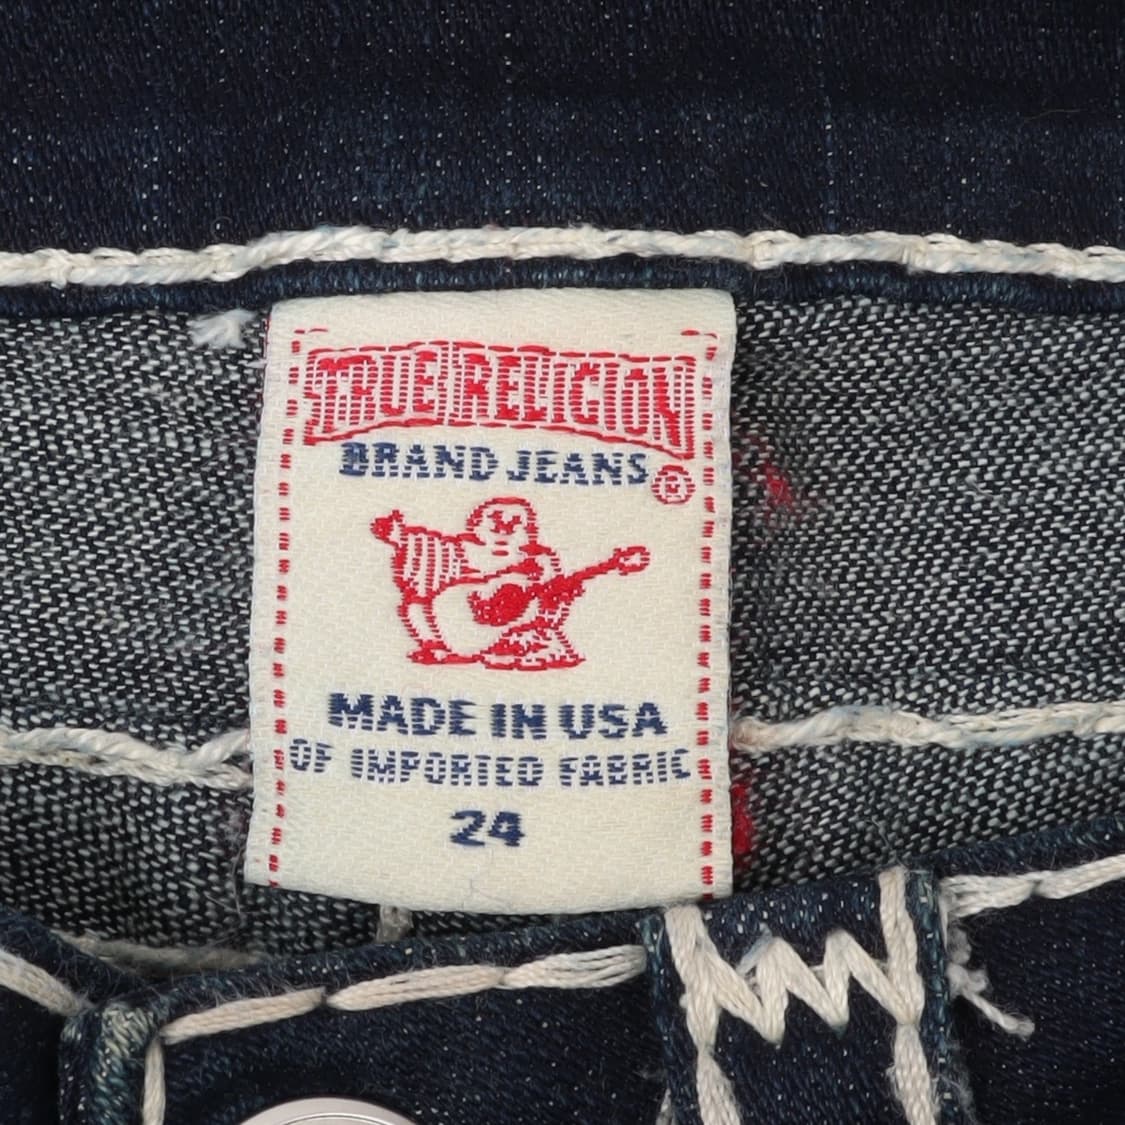 TRUE RELIGION
BRAND JEANS ®
MADE IN USA
OF IMPORTED FABRIC
24